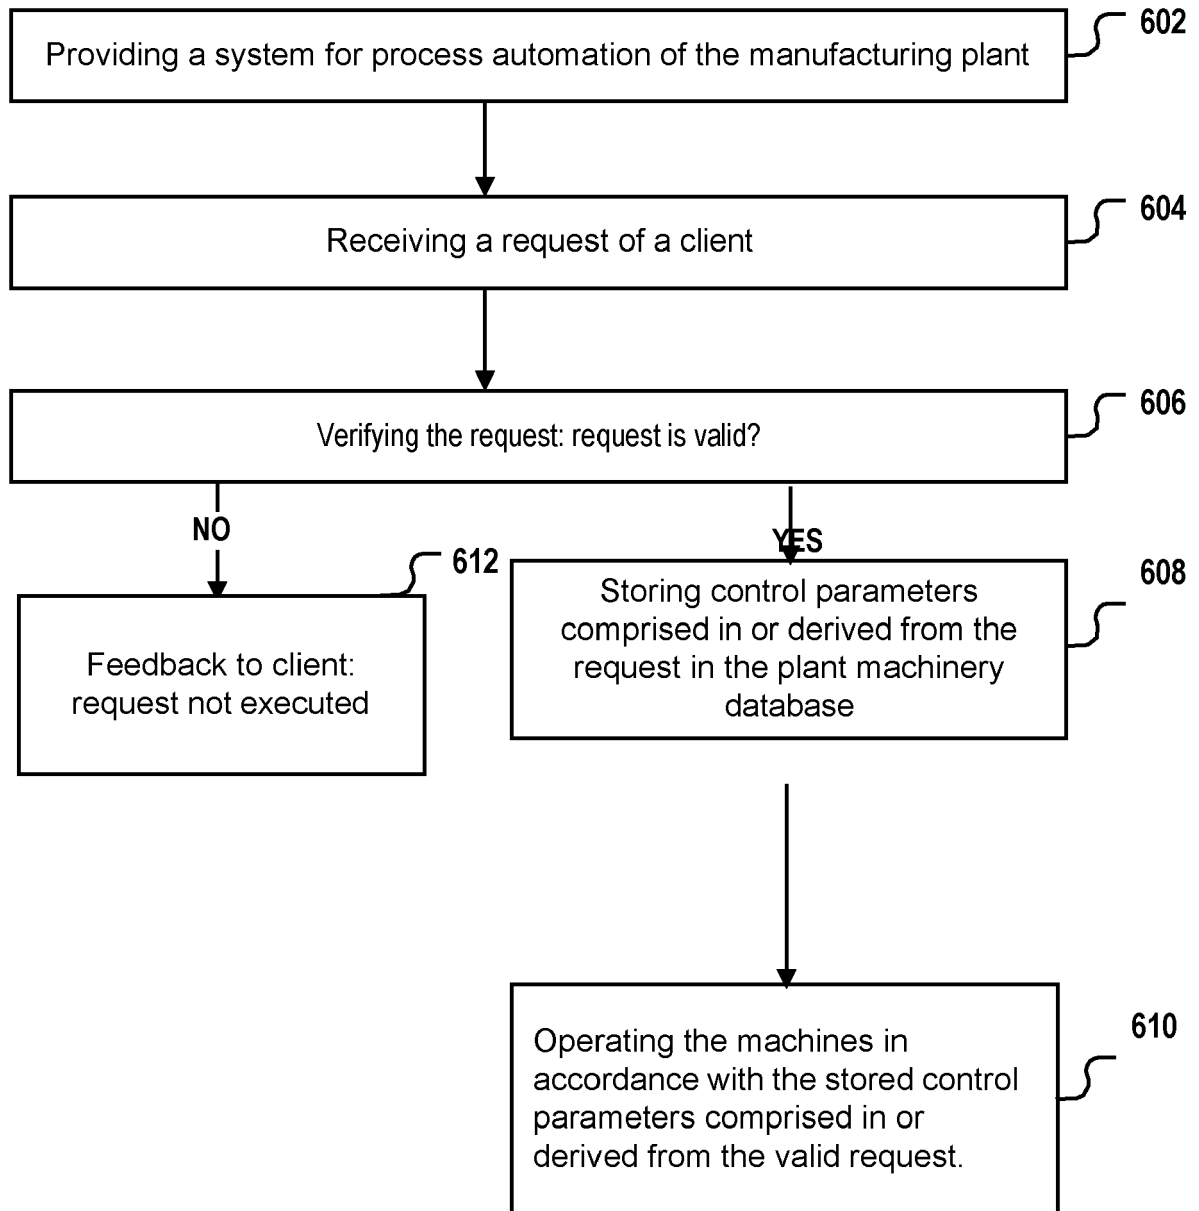 602
Providing a system for process automation of the manufacturing plant
604
Receiving a request of a client
606
Verifying the request: request is valid?
NO
YES
612
608
Feedback to client:
request not executed
Storing control parameters
comprised in or derived from the
request in the plant machinery
database
610
Operating the machines in
accordance with the stored control
parameters comprised in or
derived from the valid request.